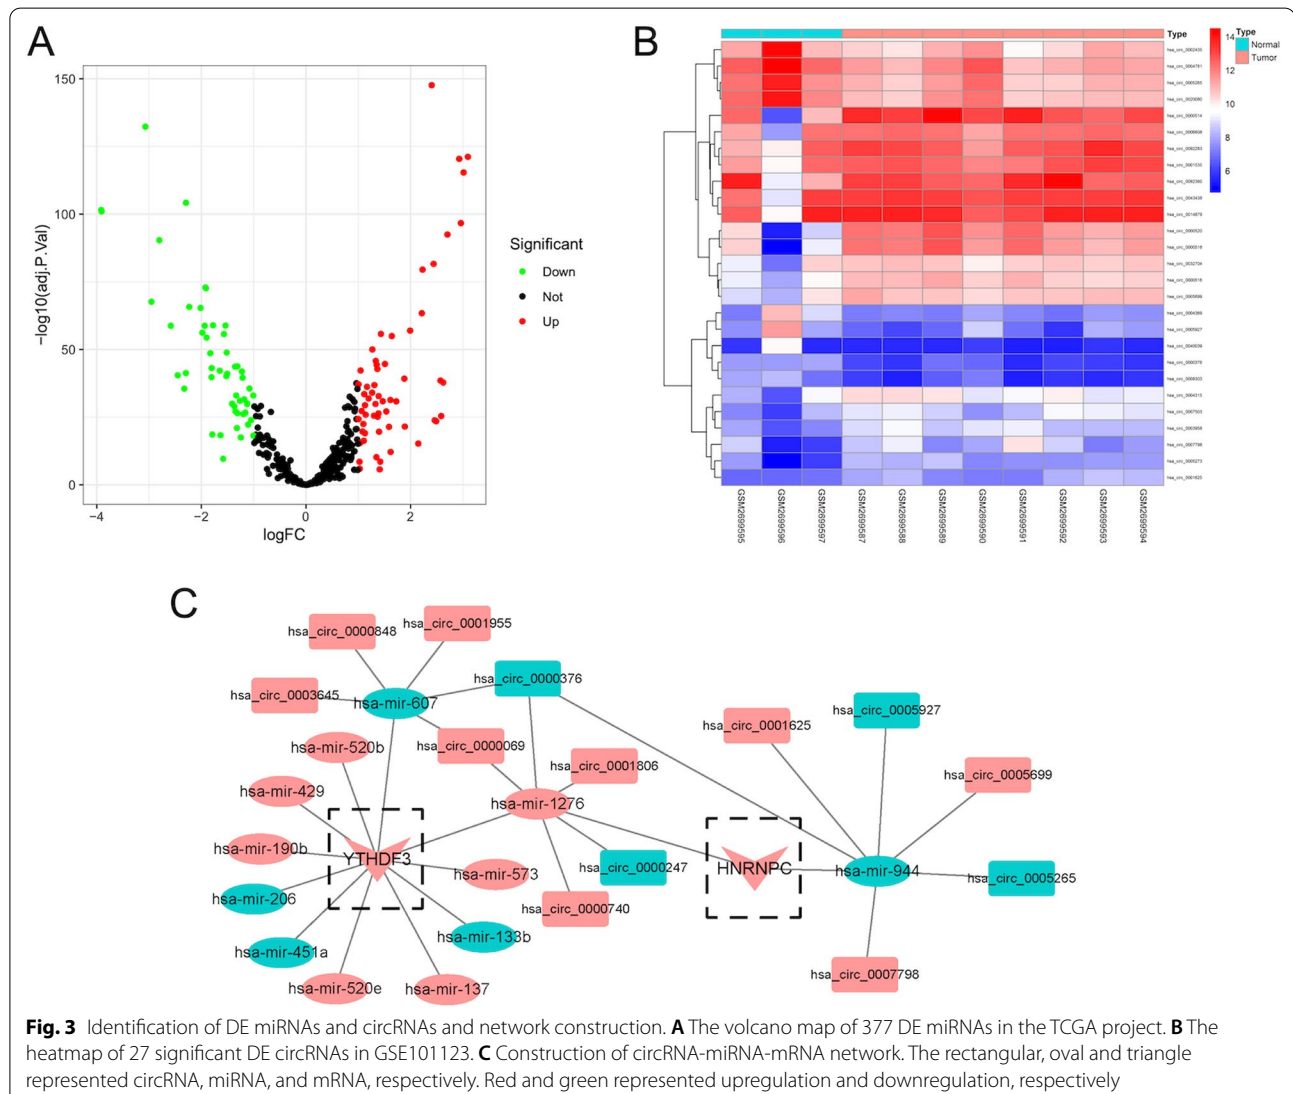 A
150
100
50
0
−4
−2
0
2
logFC
−log10(adj.P.Val)
Significant
Down
Not
Up
B
Type
14
12
10
8
6
Type
Normal
Tumor
GSM2699595
GSM2699596
GSM2699597
GSM2699587
GSM2699588
GSM2699589
GSM2699590
GSM2699591
GSM2699592
GSM2699593
GSM2699594
C
hsa_circ_0000848
hsa_circ_0001955
hsa_circ_0003645
hsa-mir-607
hsa_circ_0000376
hsa-mir-520b
hsa_circ_0000069
hsa_circ_0001806
hsa-mir-429
hsa-mir-1276
hsa-mir-190b
YTHDF3
hsa-mir-573
hsa_circ_0000247
hsa-mir-206
hsa_circ_0000740
hsa-mir-451a
hsa-mir-133b
hsa-mir-520e
hsa-mir-137
hsa_circ_0001625
hsa_circ_0005927
hsa_circ_0005699
HNRNPC
hsa-mir-944
hsa_circ_0005265
hsa_circ_0007798
Fig. 3 Identification of DE miRNAs and circRNAs and network construction. A The volcano map of 377 DE miRNAs in the TCGA project. B The
heatmap of 27 significant DE circRNAs in GSE101123. C Construction of circRNA-miRNA-mRNA network. The rectangular, oval and triangle
represented circRNA, miRNA, and mRNA, respectively. Red and green represented upregulation and downregulation, respectively